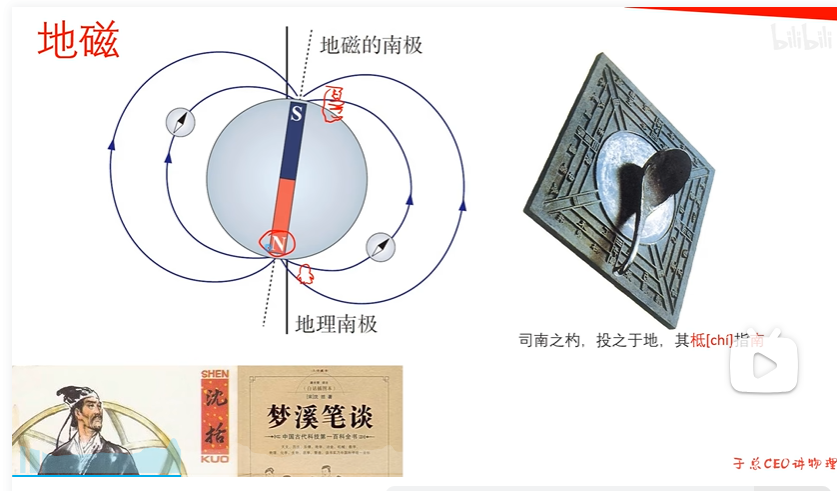 地磁
地磁的南极
S
N
地理南极
bilibili
司南之杓，投之于地，其柢[chí]指南
SHEN
沈括
KUO
梦溪笔谈
中国古代科技第一百科全书
于总CEO讲物理